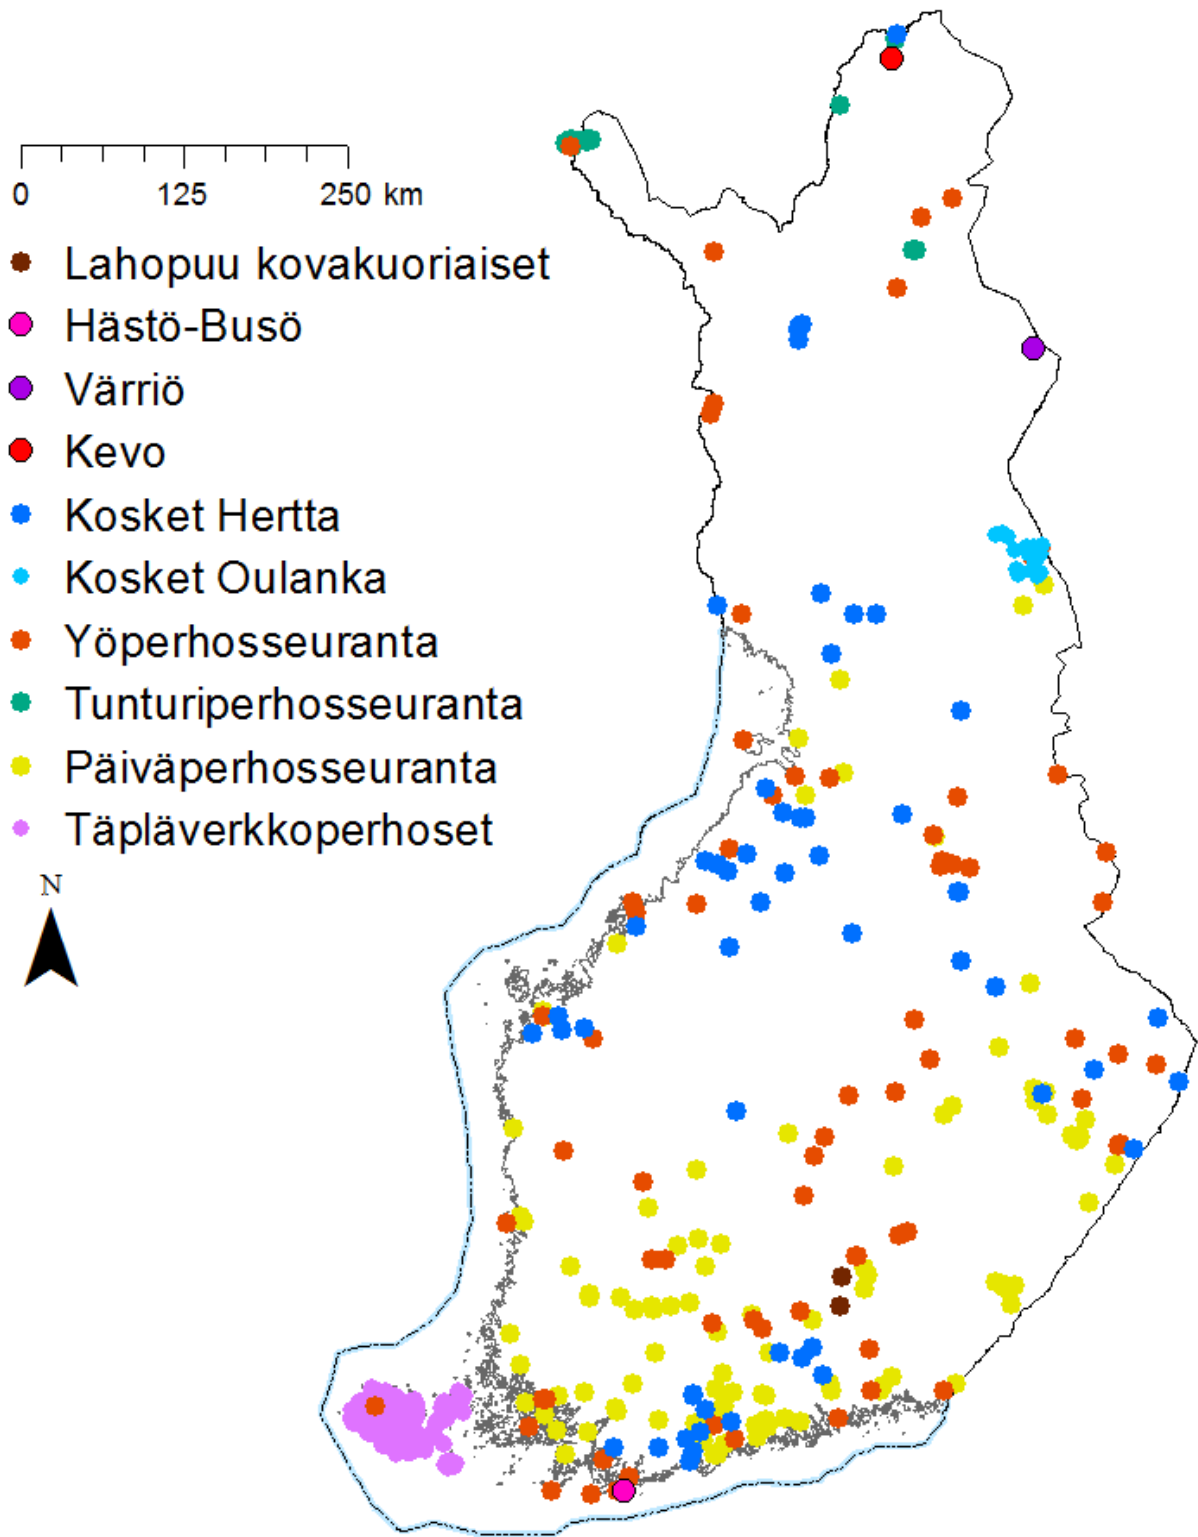 0 125 250 km
Lahopuu kovakuoriaiset
Hästö-Busö
Värriö
Kevo
Kosket Hertta
Kosket Oulanka
Yöperhosseuranta
Tunturiperhosseuranta
Päiväperhosseuranta
Täpläverkkoperhoset
N